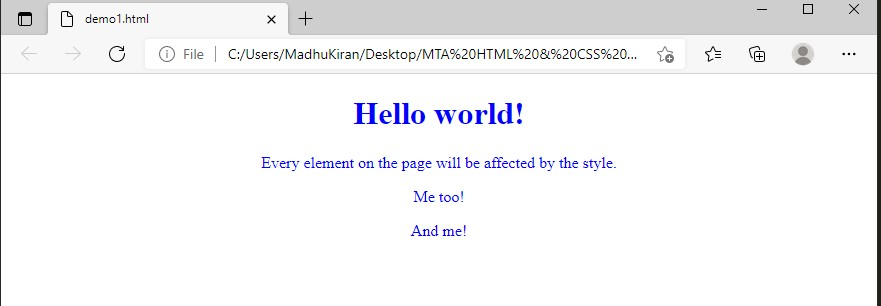 demo1.html
File | C:/Users/MadhuKiran/Desktop/MTA%20HTML%20&%20CSS%20...
Hello world!
Every element on the page will be affected by the style.
Me too!
And me!